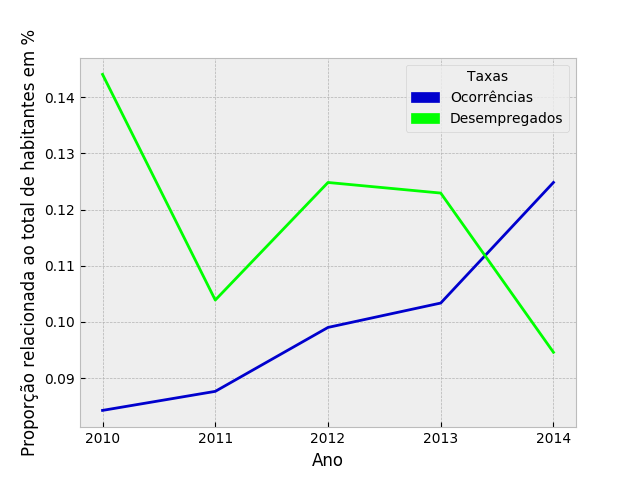 Proporção relacionada ao total de habitantes em %
Taxas
Ocorrências
Desempregados
0.14
0.13
0.12
0.11
0.10
0.09
2010 2011 2012 2013 2014
Ano